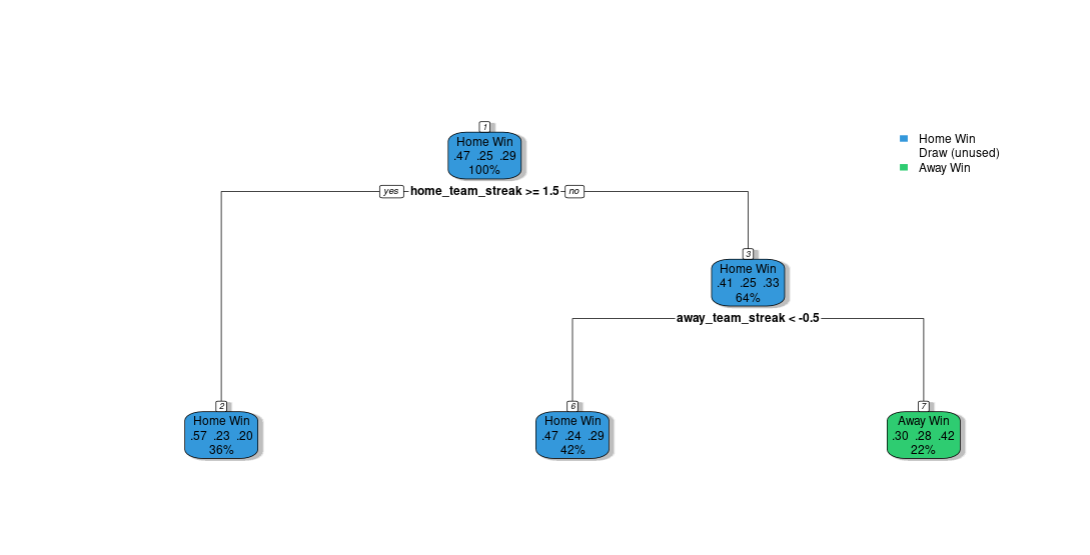 1
Home Win
.47 .25 .29
100%
Home Win
Draw (unused)
Away Win
yes home_team_streak >= 1.5 no
3
Home Win
.41 .25 .33
64%
away_team_streak < -0.5
2
Home Win
.57 .23 .20
36%
6
Home Win
.47 .24 .29
42%
7
Away Win
.30 .28 .42
22%